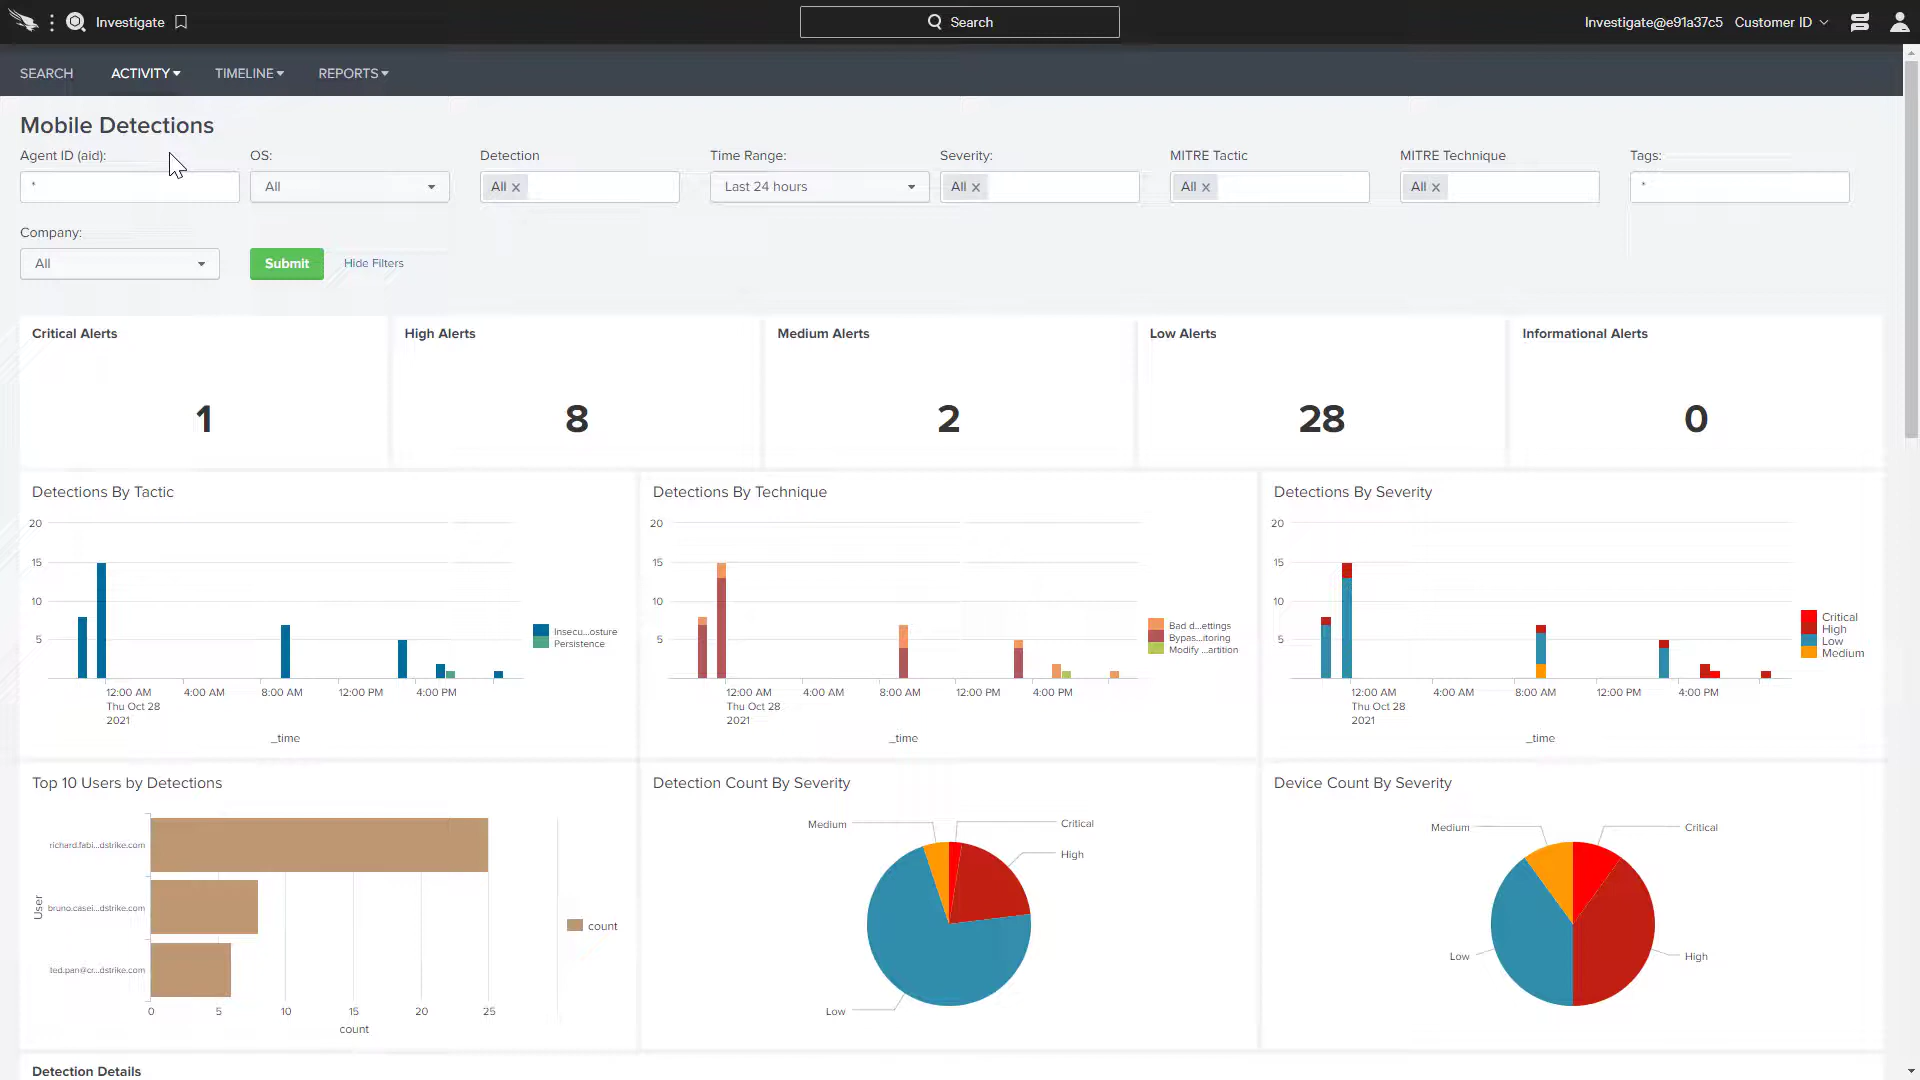 Investigate
Search
Investigate@e91a37c5 Customer ID
SEARCH ACTIVITY TIMELINE REPORTS
Mobile Detections
Agent ID (aid): OS: Detection Time Range: Severity: MITRE Tactic MITRE Technique Tags:
* All All × Last 24 hours All × All × All × *
Company:
All Submit Hide Filters
Critical Alerts High Alerts Medium Alerts Low Alerts Informational Alerts
1 8 2 28 0
Detections By Tactic
20
15
10
5
Insecu...osture
Persistence
12:00 AM 4:00 AM 8:00 AM 12:00 PM 4:00 PM
Thu Oct 28
2021
_time
Detections By Technique
20
15
10
5
Bad d...ettings
Bypas...itoring
Modify ...artition
12:00 AM 4:00 AM 8:00 AM 12:00 PM 4:00 PM
Thu Oct 28
2021
_time
Detections By Severity
20
15
10
5
Critical
High
Low
Medium
12:00 AM 4:00 AM 8:00 AM 12:00 PM 4:00 PM
Thu Oct 28
2021
_time
Top 10 Users by Detections
User
richard.fabi...dstrike.com
bruno.casei...dstrike.com
ted.pan@cr...dstrike.com
count
0 5 10 15 20 25
count
Detection Count By Severity
Medium Critical
High
Low
Device Count By Severity
Medium Critical
Low High
Detection Details